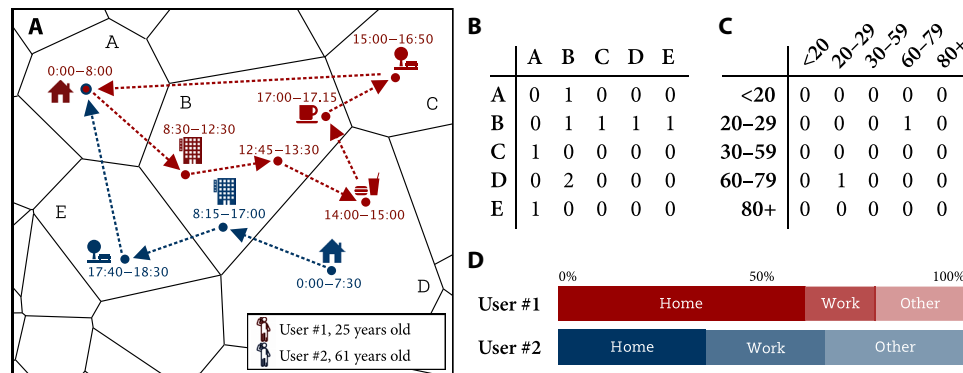 A
A
0:00–8:00
15:00–16:50
B
17:00–17.15
C
8:30–12:30
12:45–13:30
E
8:15–17:00
14:00–15:00
17:40–18:30
0:00–7:30
D
User #1, 25 years old
User #2, 61 years old
B
A B C D E
A 0 1 0 0 0
B 0 1 1 1 1
C 1 0 0 0 0
D 0 2 0 0 0
E 1 0 0 0 0
C
<20 20–29 30–59 60–79 80+
<20 0 0 0 0 0
20–29 0 0 0 1 0
30–59 0 0 0 0 0
60–79 0 1 0 0 0
80+ 0 0 0 0 0
D
0% 50% 100%
User #1 Home Work Other
User #2 Home Work Other